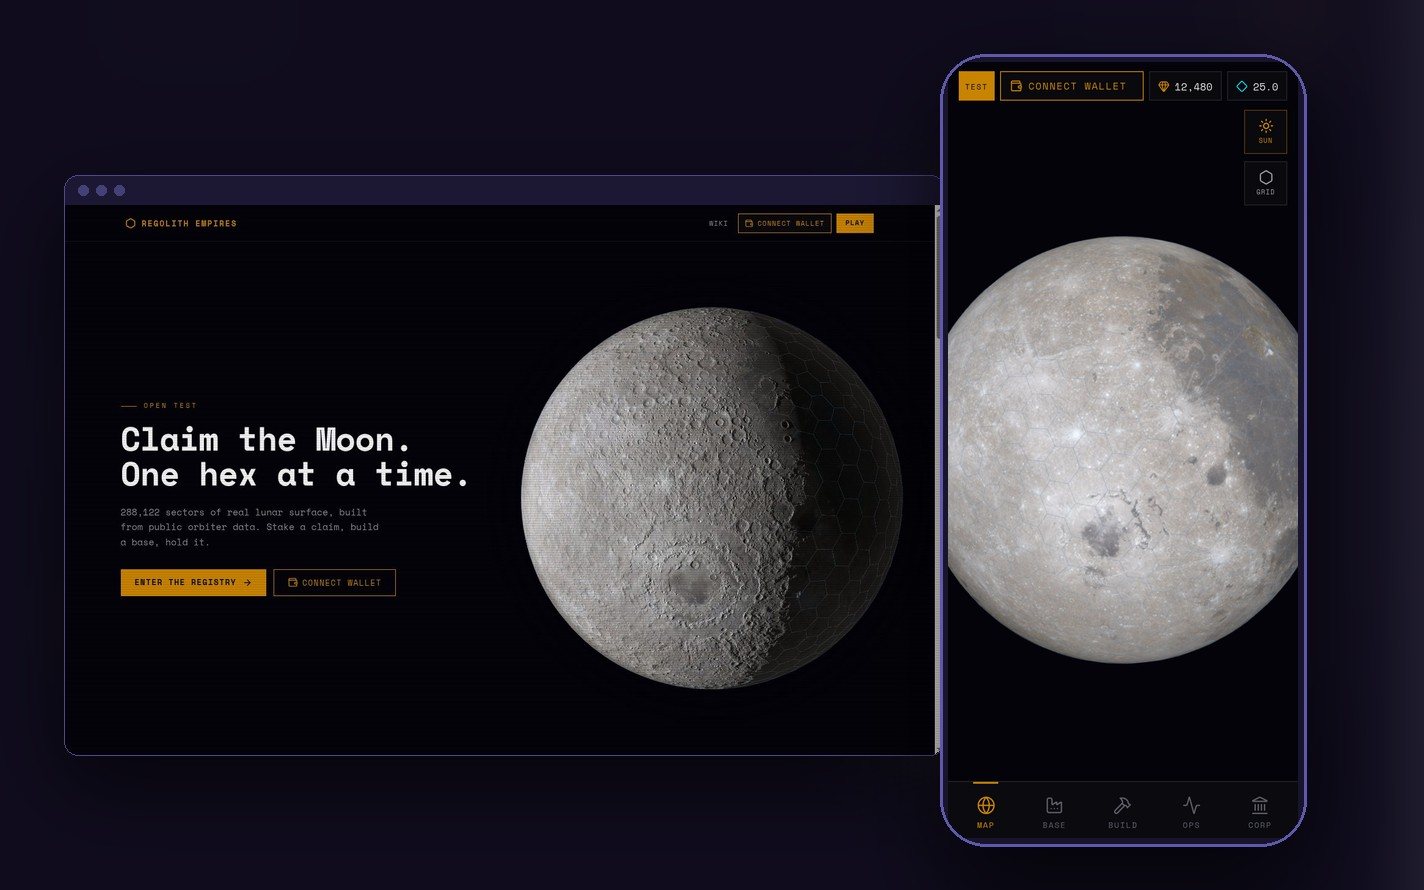 REGOLITH EMPIRES
WIKI
CONNECT WALLET
PLAY
OPEN TEST
Claim the Moon.
One hex at a time.
288,122 sectors of real lunar surface, built
from public orbiter data. Stake a claim, build
a base, hold it.
ENTER THE REGISTRY →
CONNECT WALLET
TEST
CONNECT WALLET
12,480
25.0
SUN
GRID
MAP
BASE
BUILD
OPS
CORP